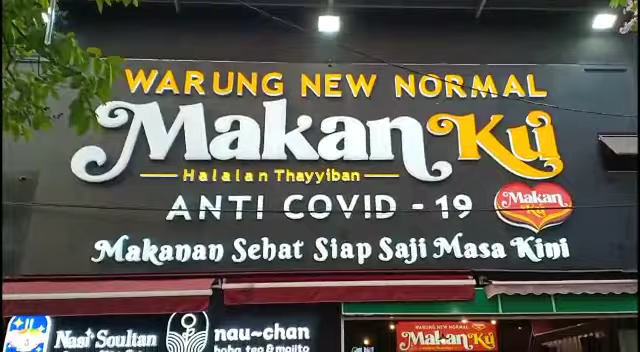 WARUNG NEW NORMAL
MakanKu
Halalan Thayyiban
ANTI COVID - 19
Makan
Ku
Makanan Sehat Siap Saji Masa Kini
Nasi Soultan
nau~chan
boba, tea & mojito
WARUNG NEW NORMAL
MakanKu